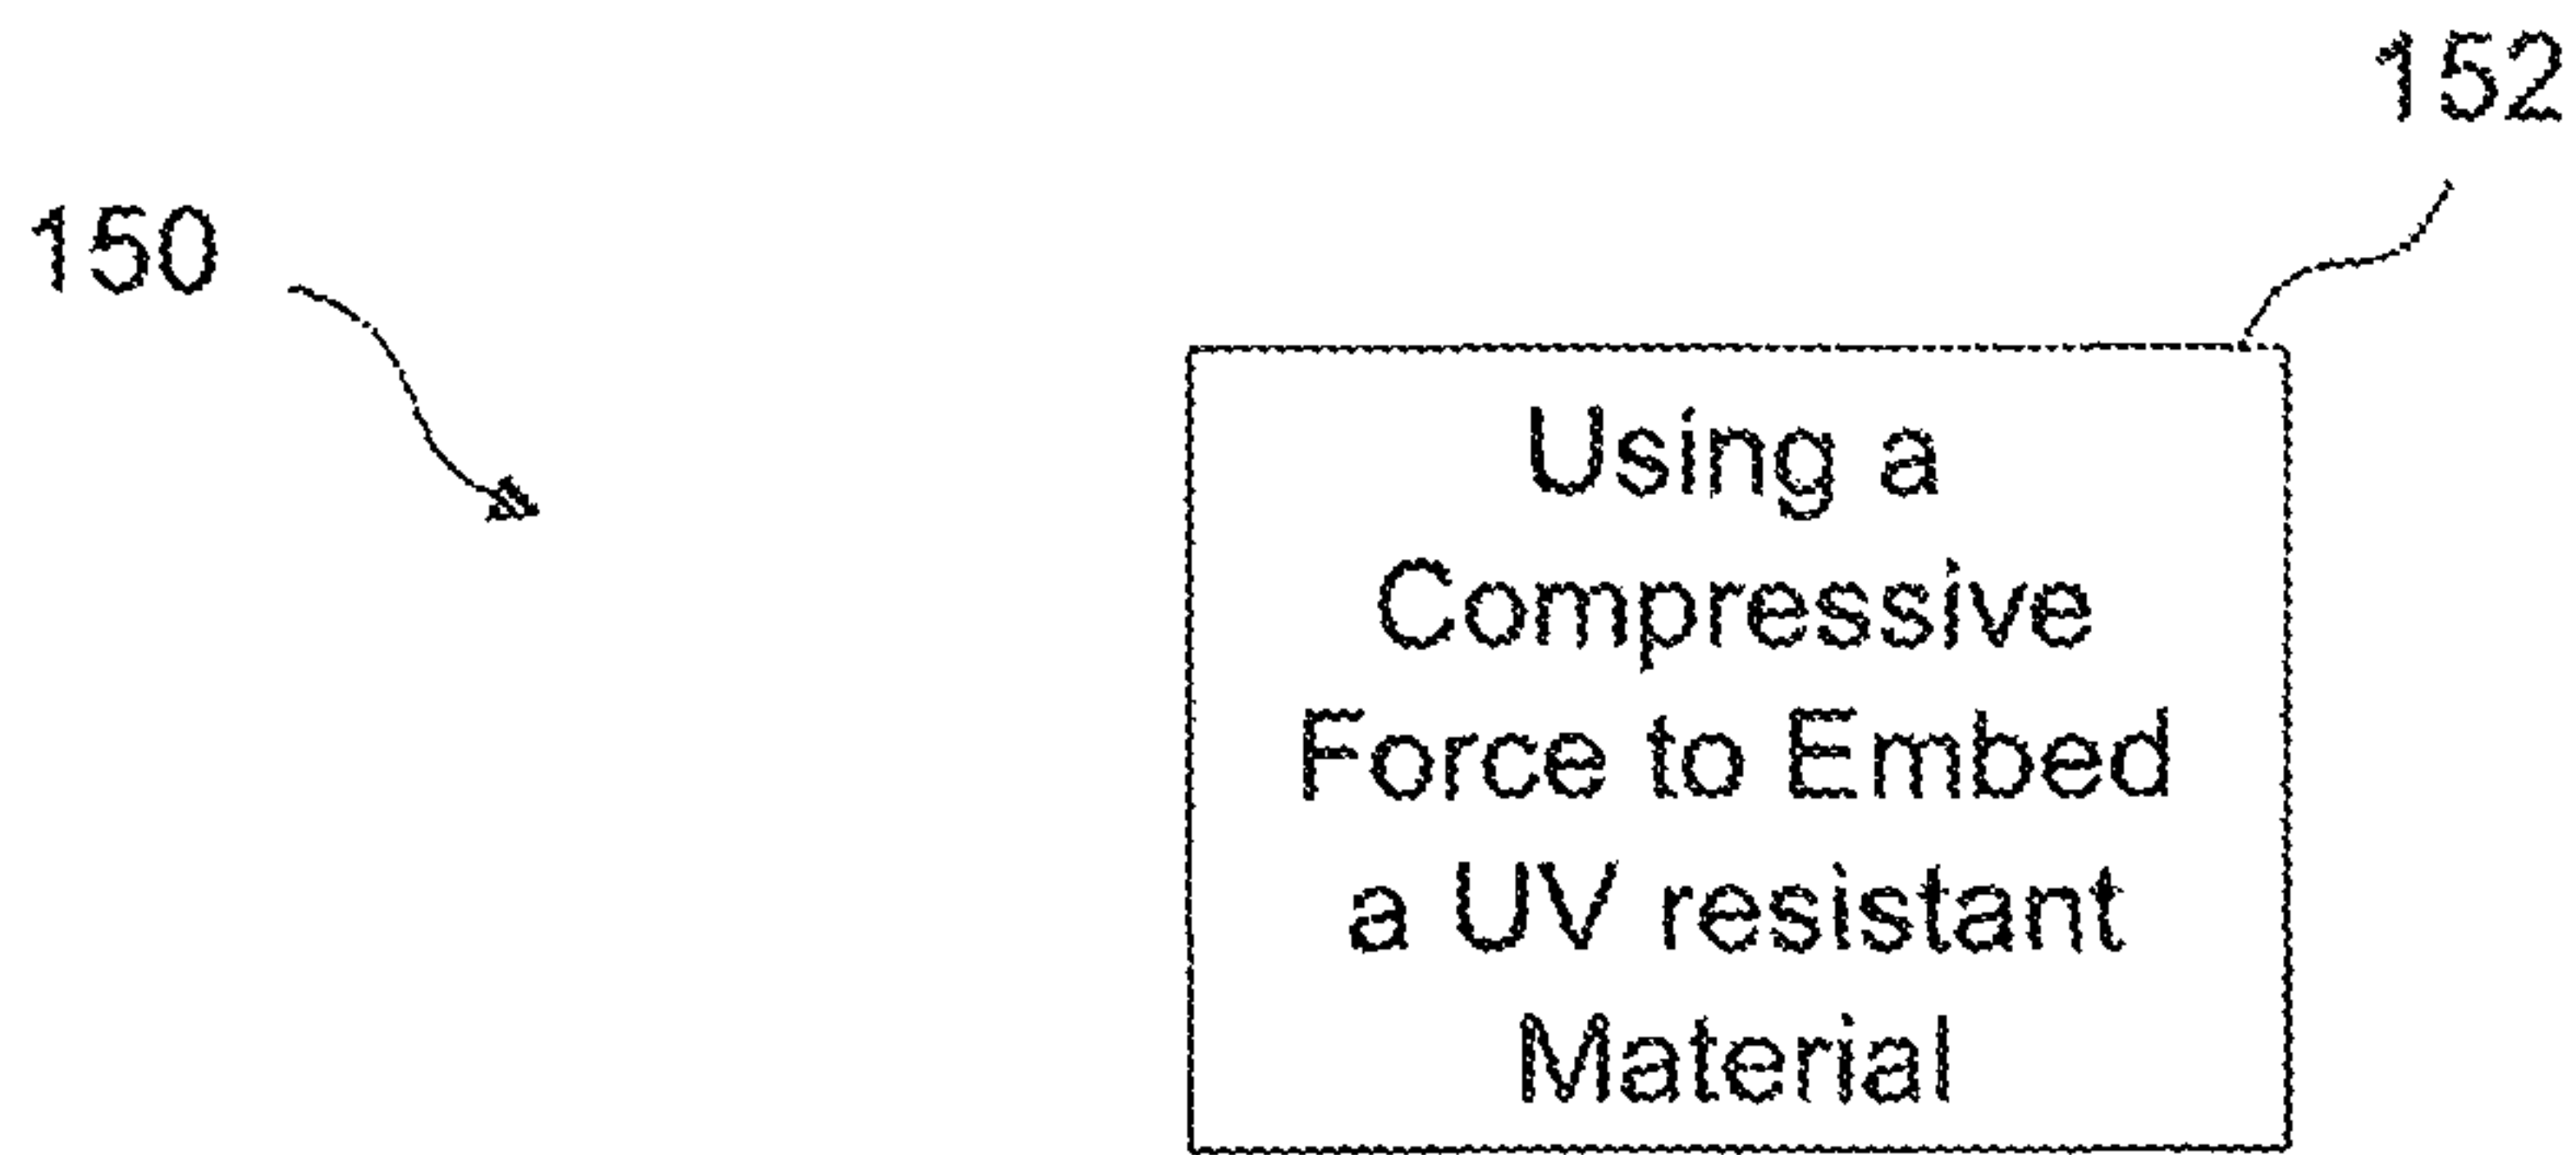 152
150
Using a
Compressive
Force to Embed
a UV resistant
Material